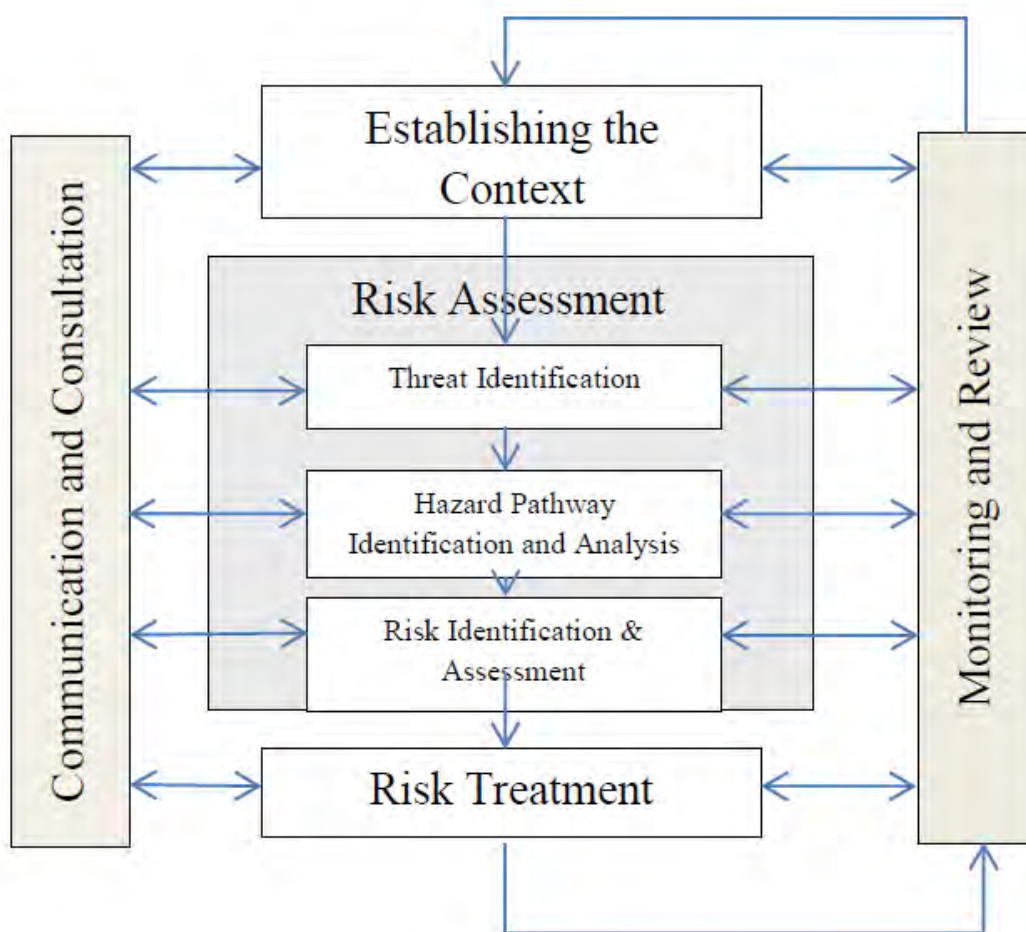 Establishing the
Context
Communication and Consultation
Monitoring and Review
Risk Assessment
Threat Identification
Hazard Pathway
Identification and Analysis
Risk Identification &
Assessment
Risk Treatment